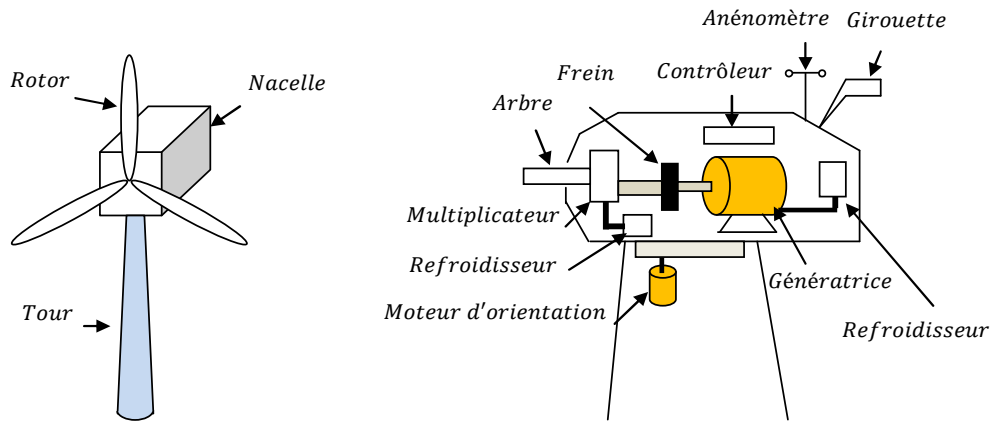 Rotor
Nacelle
Tour
Anénomètre
Girouette
Frein
Contrôleur
Arbre
Multiplicateur
Refroidisseur
Génératrice
Moteur d'orientation
Refroidisseur